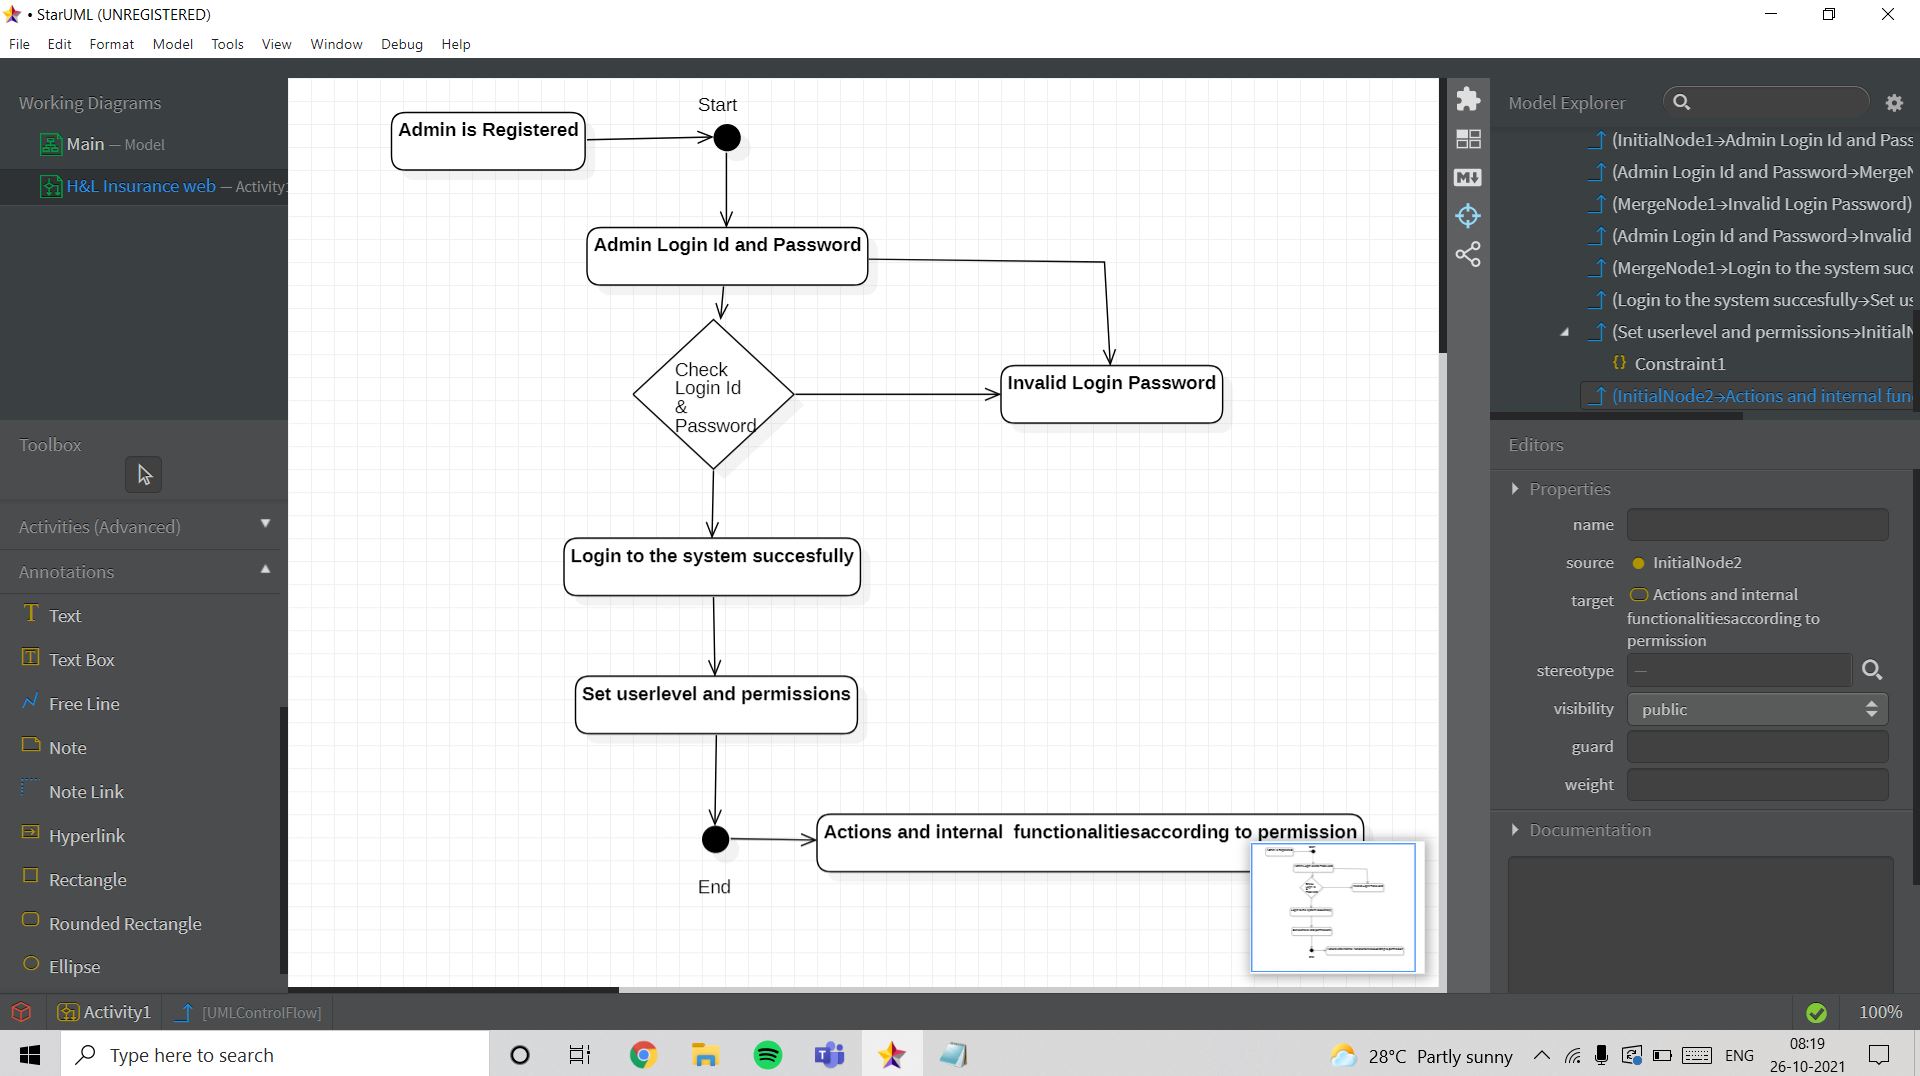 • StarUML (UNREGISTERED)
File Edit Format Model Tools View Window Debug Help
Working Diagrams
Main — Model
H&L Insurance web — Activity1
Toolbox
Activities (Advanced)
Annotations
Text
Text Box
Free Line
Note
Note Link
Hyperlink
Rectangle
Rounded Rectangle
Ellipse
Start
Admin is Registered
Admin Login Id and Password
Check
Login Id
&
Password
Invalid Login Password
Login to the system succesfully
Set userlevel and permissions
Actions and internal  functionalitiesaccording to permission
End
M
Model Explorer
(InitialNode1→Admin Login Id and Pass
(Admin Login Id and Password→MergeN
(MergeNode1→Invalid Login Password)
(Admin Login Id and Password→Invalid
(MergeNode1→Login to the system succ
(Login to the system succesfully→Set us
(Set userlevel and permissions→InitialN
{} Constraint1
(InitialNode2→Actions and internal fun
Editors
Properties
name
source InitialNode2
target Actions and internal
functionalitiesaccording to
permission
stereotype —
visibility public
guard
weight
Documentation
Activity1 [UMLControlFlow]
100%
Type here to search
28°C Partly sunny
ENG
08:19
26-10-2021